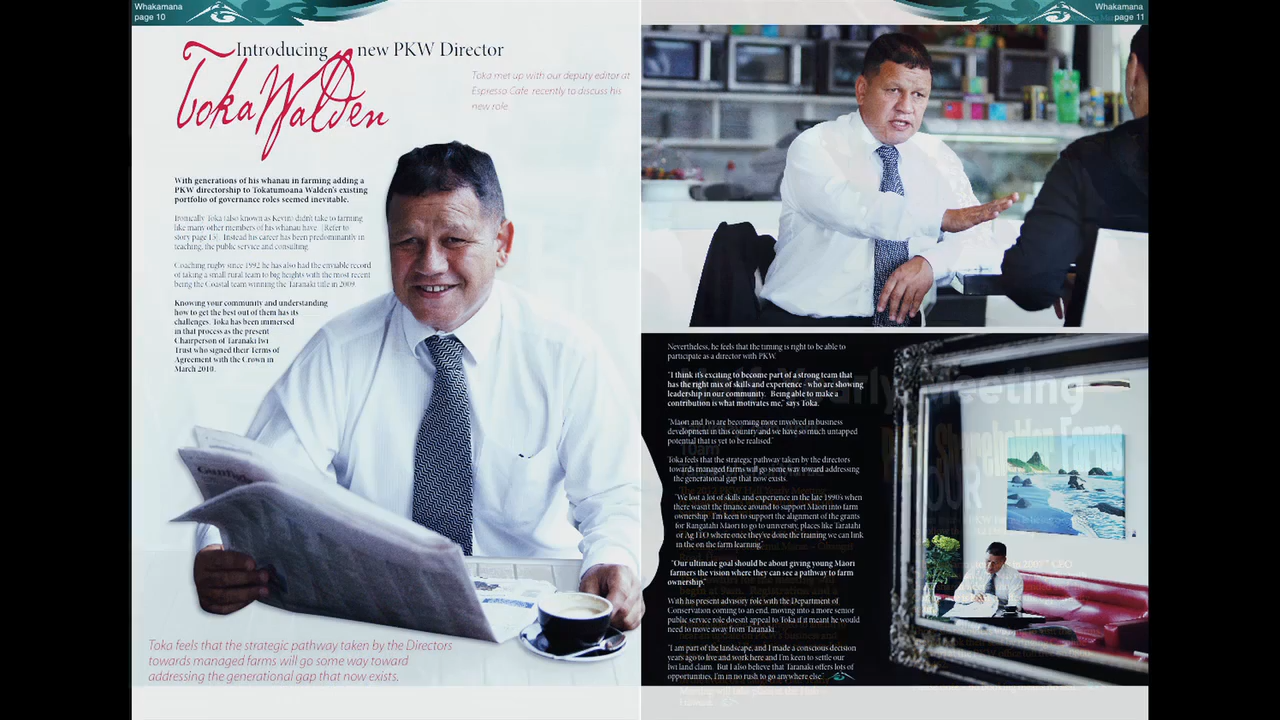 Whakamana
page 10
Introducing new PKW Director
Toka Walden
Toka met up with our deputy editor at
Espresso Cafe recently to discuss his
new role.
With generations of his whanau in farming adding a
PKW directorship to Tokatumoana Walden's existing
portfolio of governance roles seemed inevitable.
Ironically Toka (also known as Kevin) didn't take to farming
like many other members of his whanau have. [Refer to
story page 15] Instead his career has been predominantly in
teaching, the public service and consulting.
Coaching rugby since 1992 he has also had the enviable record
of taking a small rural team to big heights with the most recent
being the Coastal team winning the Taranaki title in 2009.
Knowing your community and understanding
how to get the best out of them has its
challenges. Toka has been immersed
in that process as the present
Chairperson of Taranaki Iwi
Trust who signed their Terms of
Agreement with the Crown in
March 2010.
Toka feels that the strategic pathway taken by the Directors
towards managed farms will go some way toward
addressing the generational gap that now exists.
Whakamana
page 11
Nevertheless, he feels that the timing is right to be able to
participate as a director with PKW.
"I think it's exciting to become part of a strong team that
has the right mix of skills and experience - who are showing
leadership in our community. Being able to make a
contribution is what motivates me," says Toka.
"Maori and Iwi are becoming more involved in business
development in this country and we have so much untapped
potential that is yet to be realised."
Toka feels that the strategic pathway taken by the directors
towards managed farms will go some way toward addressing
the generational gap that now exists.
"We lost a lot of skills and experience in the late 1990's when
there wasn't the finance around to support Maori into farm
ownership. I'm keen to support the alignment of the grants
for Rangatahi Maori to go to university, places like Taratahi
or Ag ITO where once they've done the training we can link
in the on the farm learning."
"Our ultimate goal should be about giving young Maori
farmers the vision where they can see a pathway to farm
ownership."
With his present advisory role with the Department of
Conservation coming to an end, moving into a more senior
public service role doesn't appeal to Toka if it meant he would
need to move away from Taranaki.
"I am part of the landscape, and I made a conscious decision
years ago to live and work here and I'm keen to settle our
Iwi land claim. But I also believe that Taranaki offers lots of
opportunities, I'm in no rush to go anywhere else."
Half Yearly Meeting
Shareholder Farms
TOUR
10am